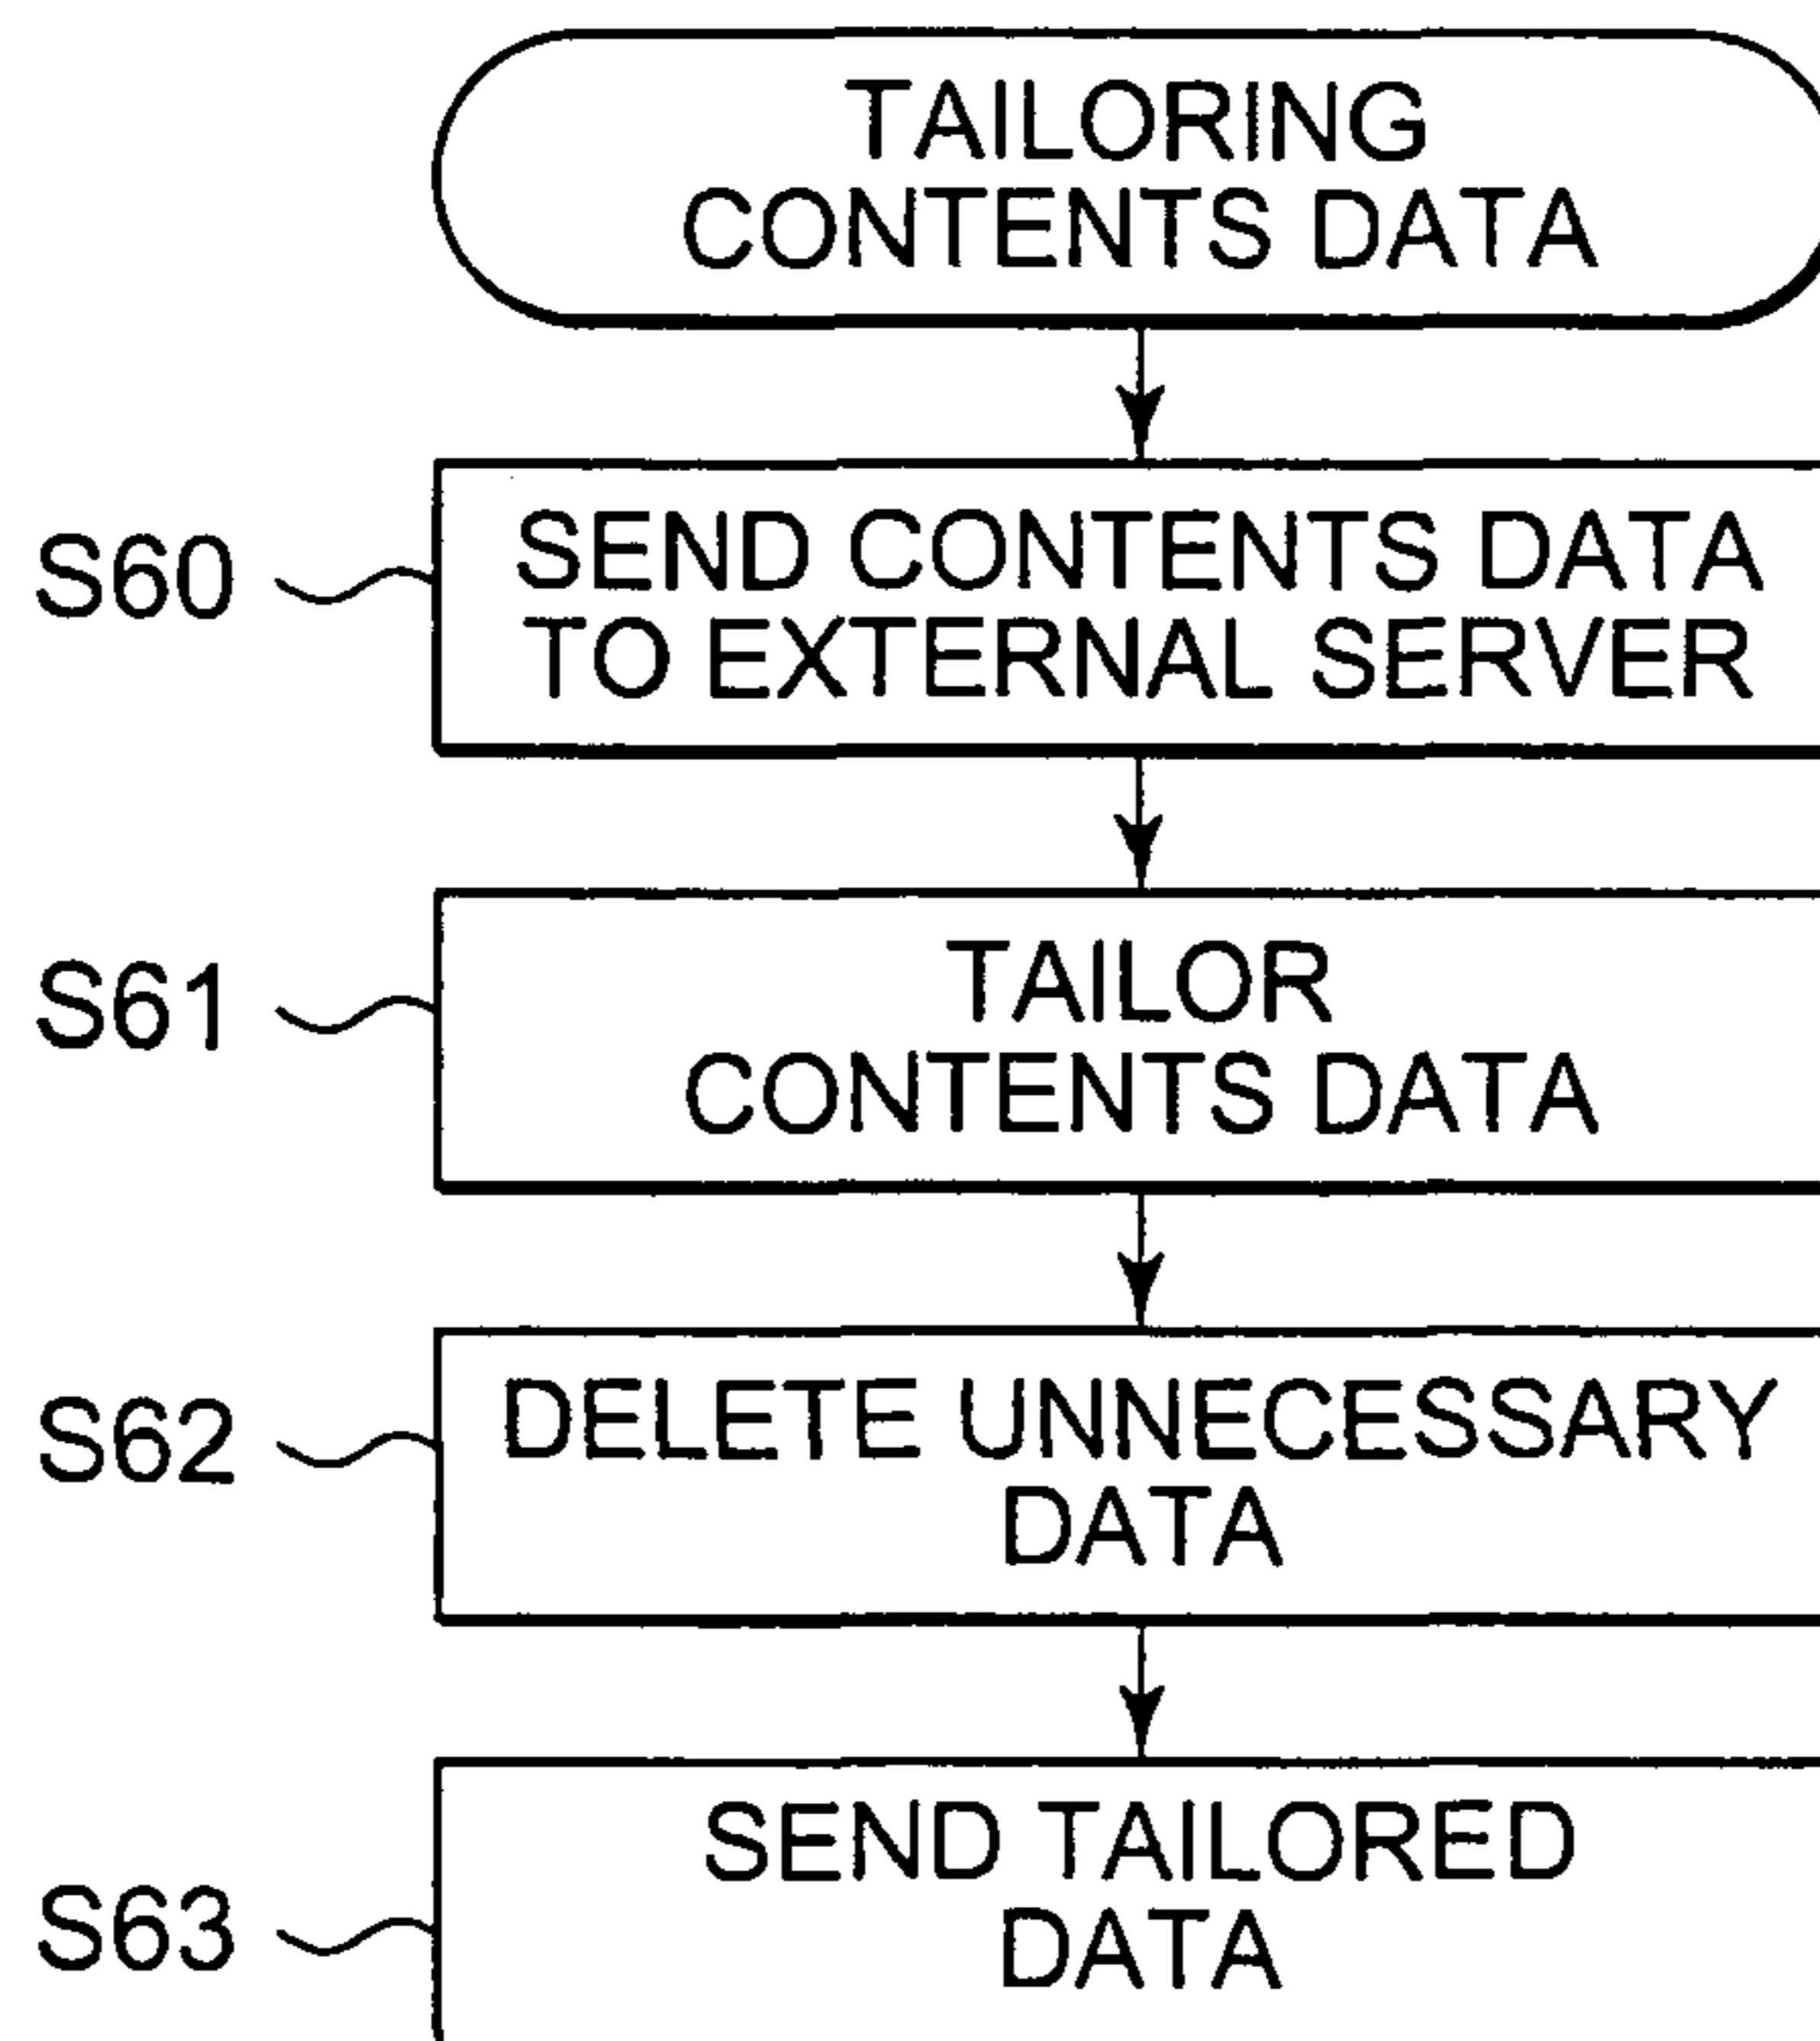 TAILORING
CONTENTS DATA
S60
SEND CONTENTS DATA
TO EXTERNAL SERVER
S61
TAILOR
CONTENTS DATA
S62
DELETE UNNECESSARY
DATA
S63
SEND TAILORED
DATA